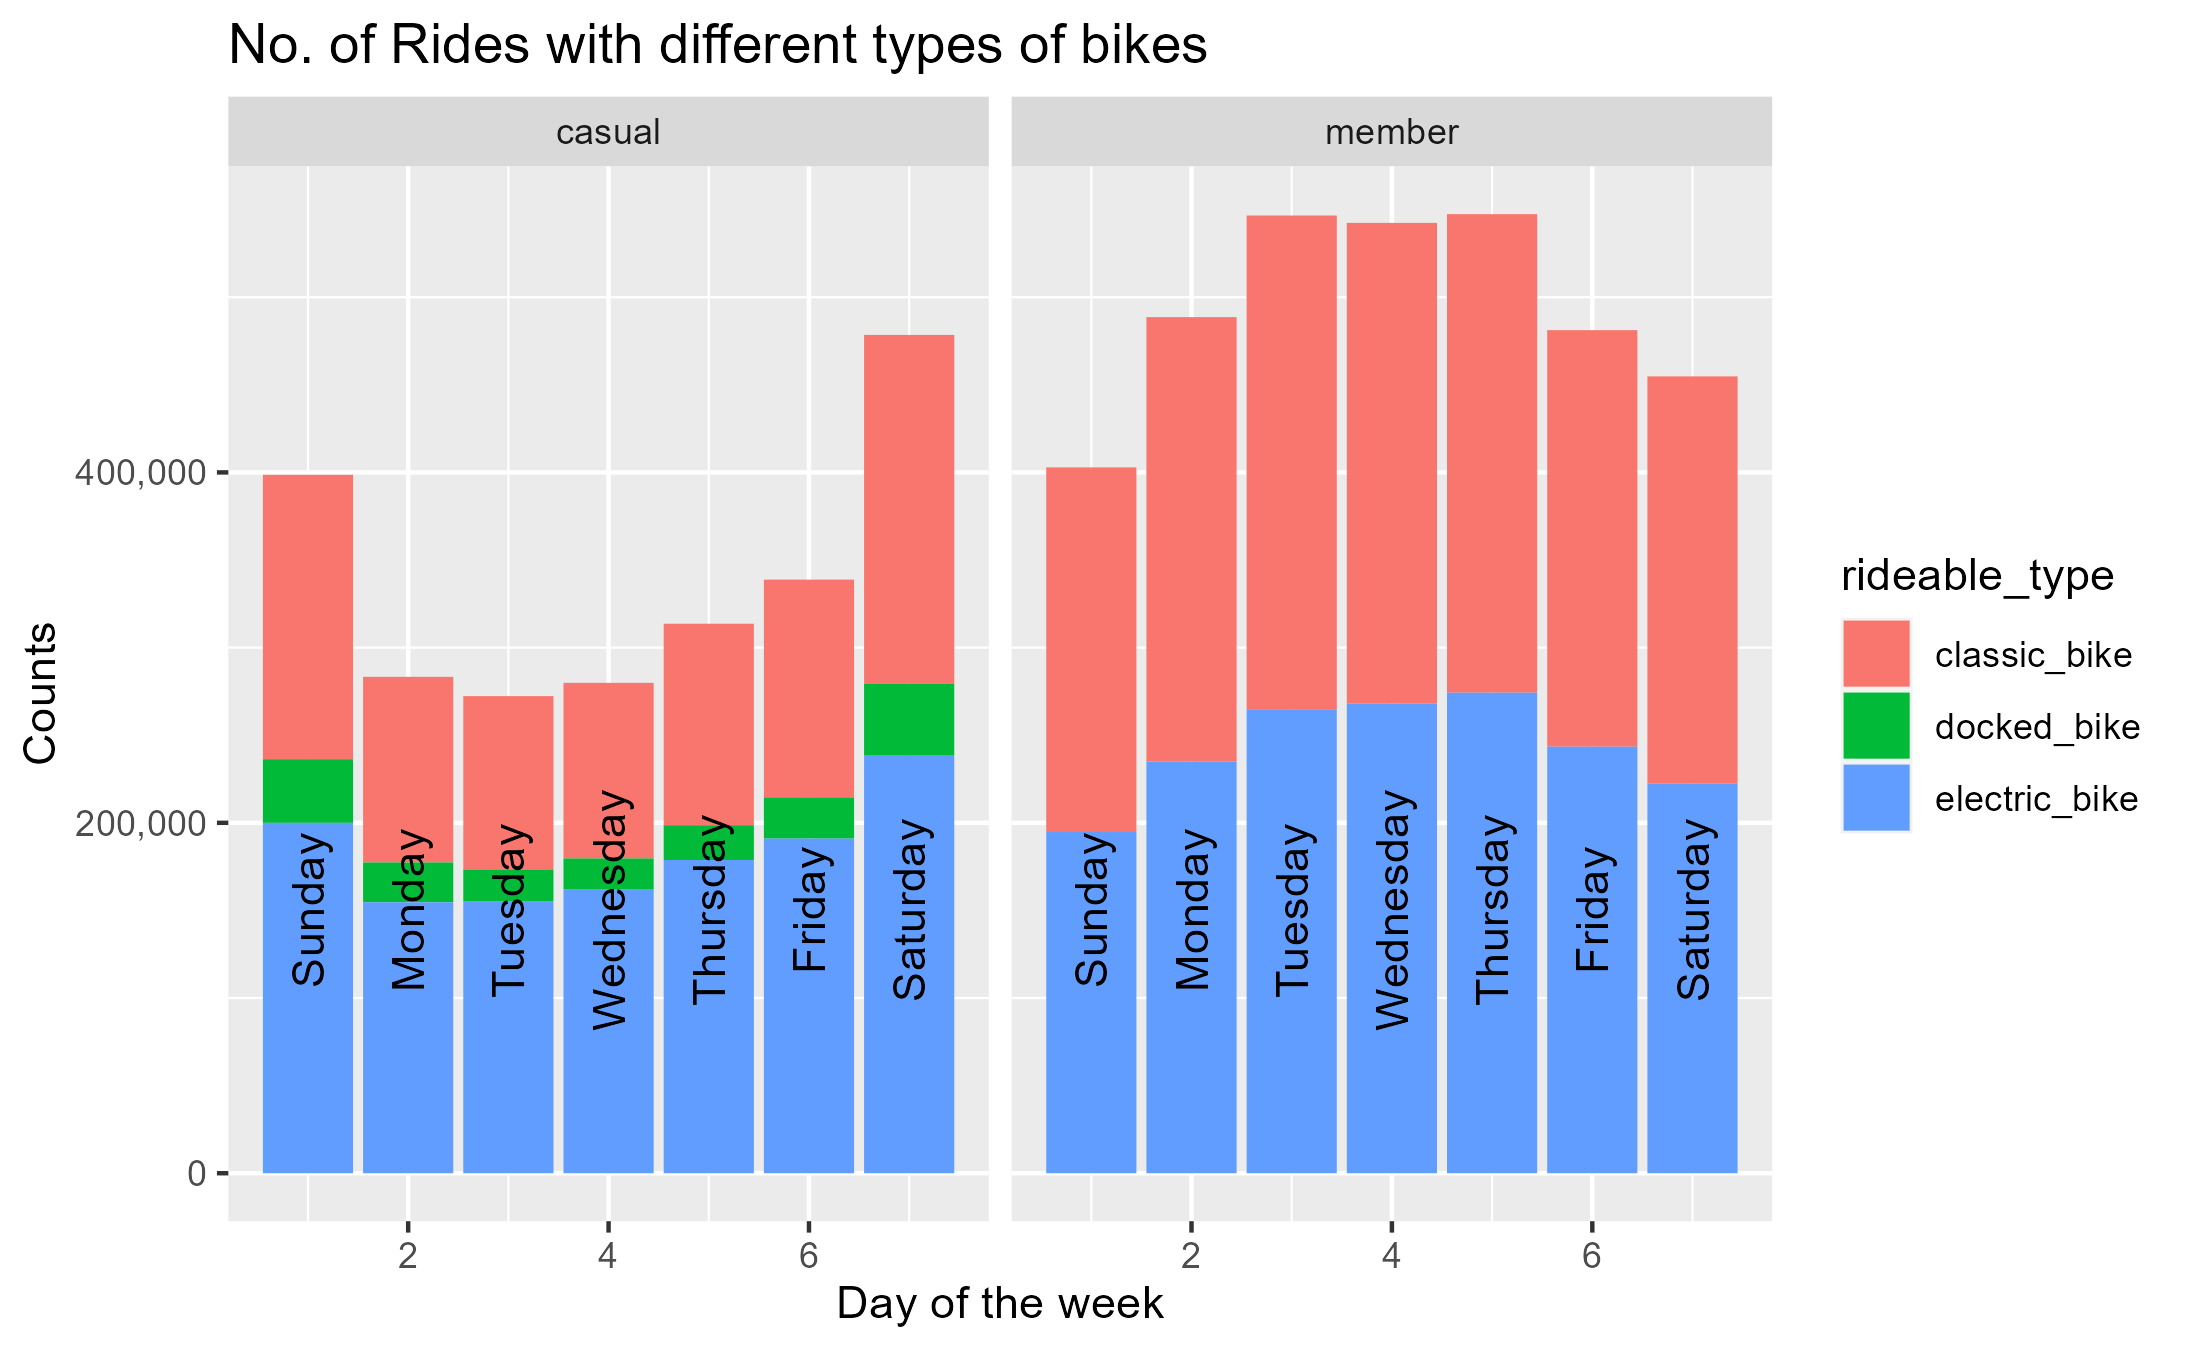 No. of Rides with different types of bikes
casual
member
Counts
400,000
200,000
0
Sunday
Monday
Tuesday
Wednesday
Thursday
Friday
Saturday
Sunday
Monday
Tuesday
Wednesday
Thursday
Friday
Saturday
2
4
6
2
4
6
Day of the week
rideable_type
classic_bike
docked_bike
electric_bike